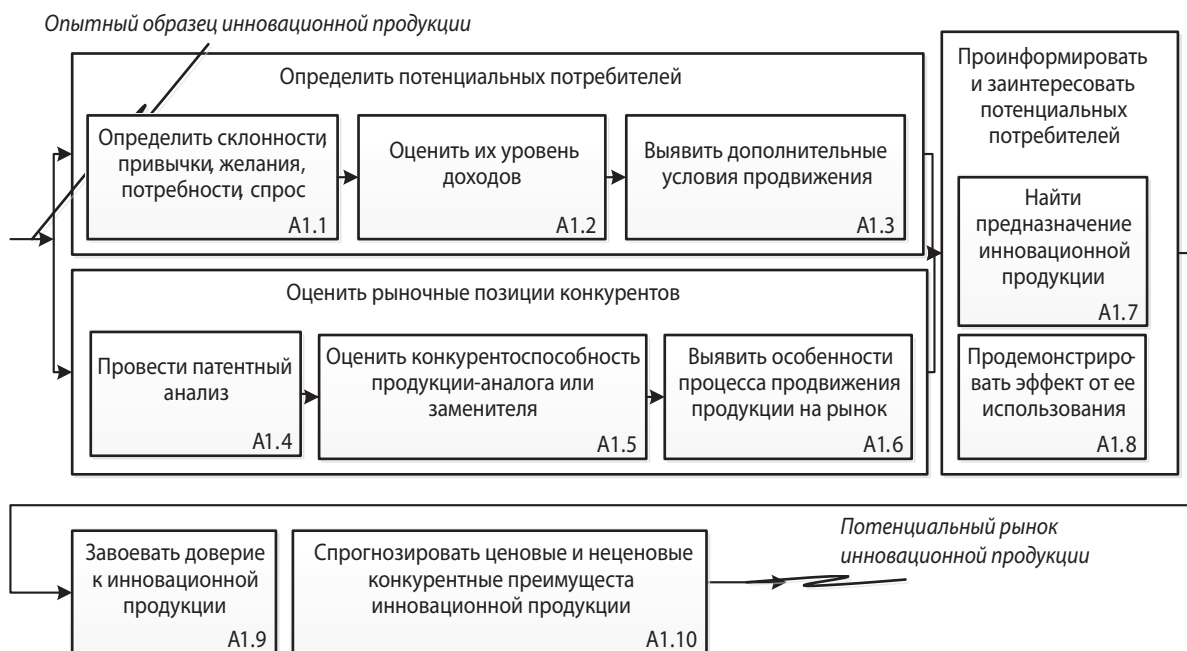 Опытный образец инновационной продукции
Определить потенциальных потребителей
Определить склонности,
привычки, желания,
потребности, спрос
A1.1
Оценить их уровень
доходов
A1.2
Выявить дополнительные
условия продвижения
A1.3
Оценить рыночные позиции конкурентов
Провести патентный
анализ
A1.4
Оценить конкурентоспособность
продукции-аналога или
заменителя
A1.5
Выявить особенности
процесса продвижения
продукции на рынок
A1.6
Проинформировать
и заинтересовать
потенциальных
потребителей
Найти
предназначение
инновационной
продукции
A1.7
Продемонстриро-
вать эффект от ее
использования
A1.8
Завоевать доверие
к инновационной
продукции
A1.9
Спрогнозировать ценовые и неценовые
конкурентные преимущеста
инновационной продукции
A1.10
Потенциальный рынок
инновационной продукции